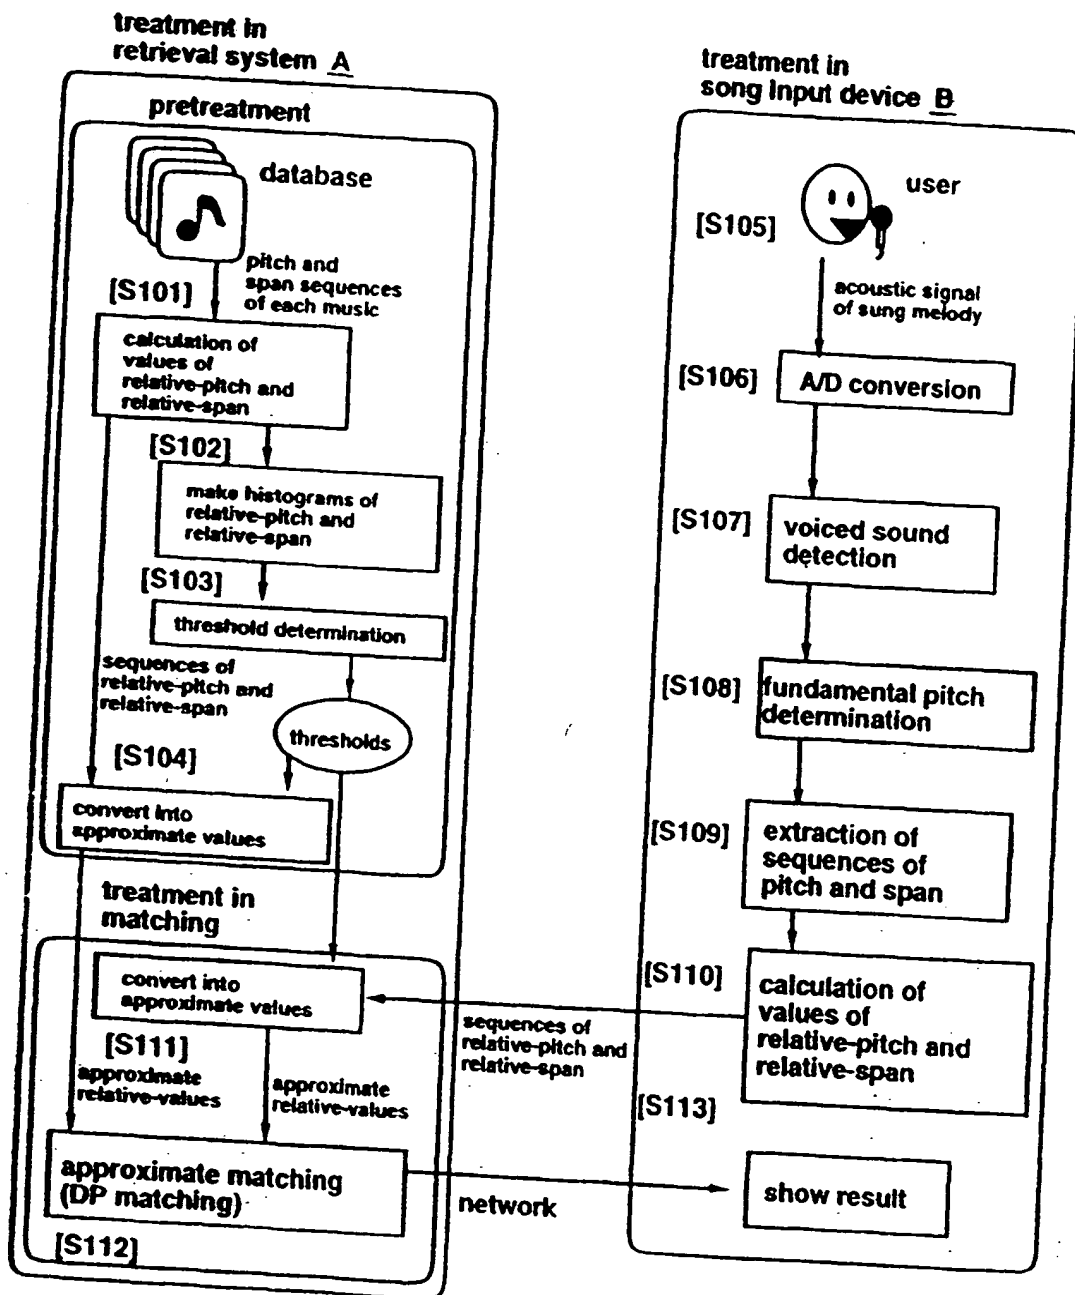 treatment in
retrieval system A
pretreatment
database
pitch and
span sequences
of each music
[S101]
calculation of
values of
relative-pitch and
relative-span
[S102]
make histograms of
relative-pitch and
relative-span
[S103]
threshold determination
sequences of
relative-pitch and
relative-span
thresholds
[S104]
convert into
approximate values
treatment in
matching
convert into
approximate values
[S111]
approximate
relative-values
approximate
relative-values
approximate matching
(DP matching)
[S112]
sequences of
relative-pitch and
relative-span
network
treatment in
song Input device B
[S105]
user
acoustic signal
of sung melody
[S106]
A/D conversion
[S107]
voiced sound
detection
[S108]
fundamental pitch
determination
[S109]
extraction of
sequences of
pitch and span
[S110]
calculation of
values of
relative-pitch and
relative-span
[S113]
show result